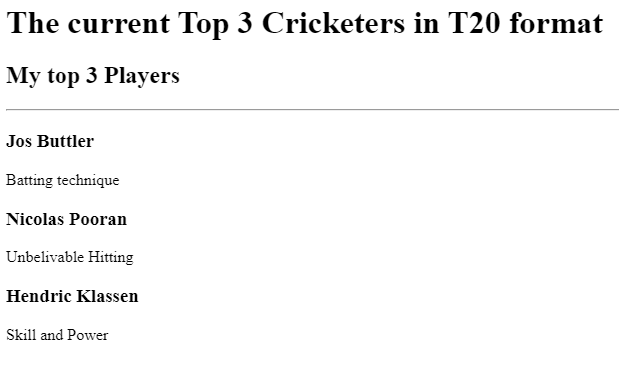 The current Top 3 Cricketers in T20 format
My top 3 Players
Jos Buttler
Batting technique
Nicolas Pooran
Unbelivable Hitting
Hendric Klassen
Skill and Power